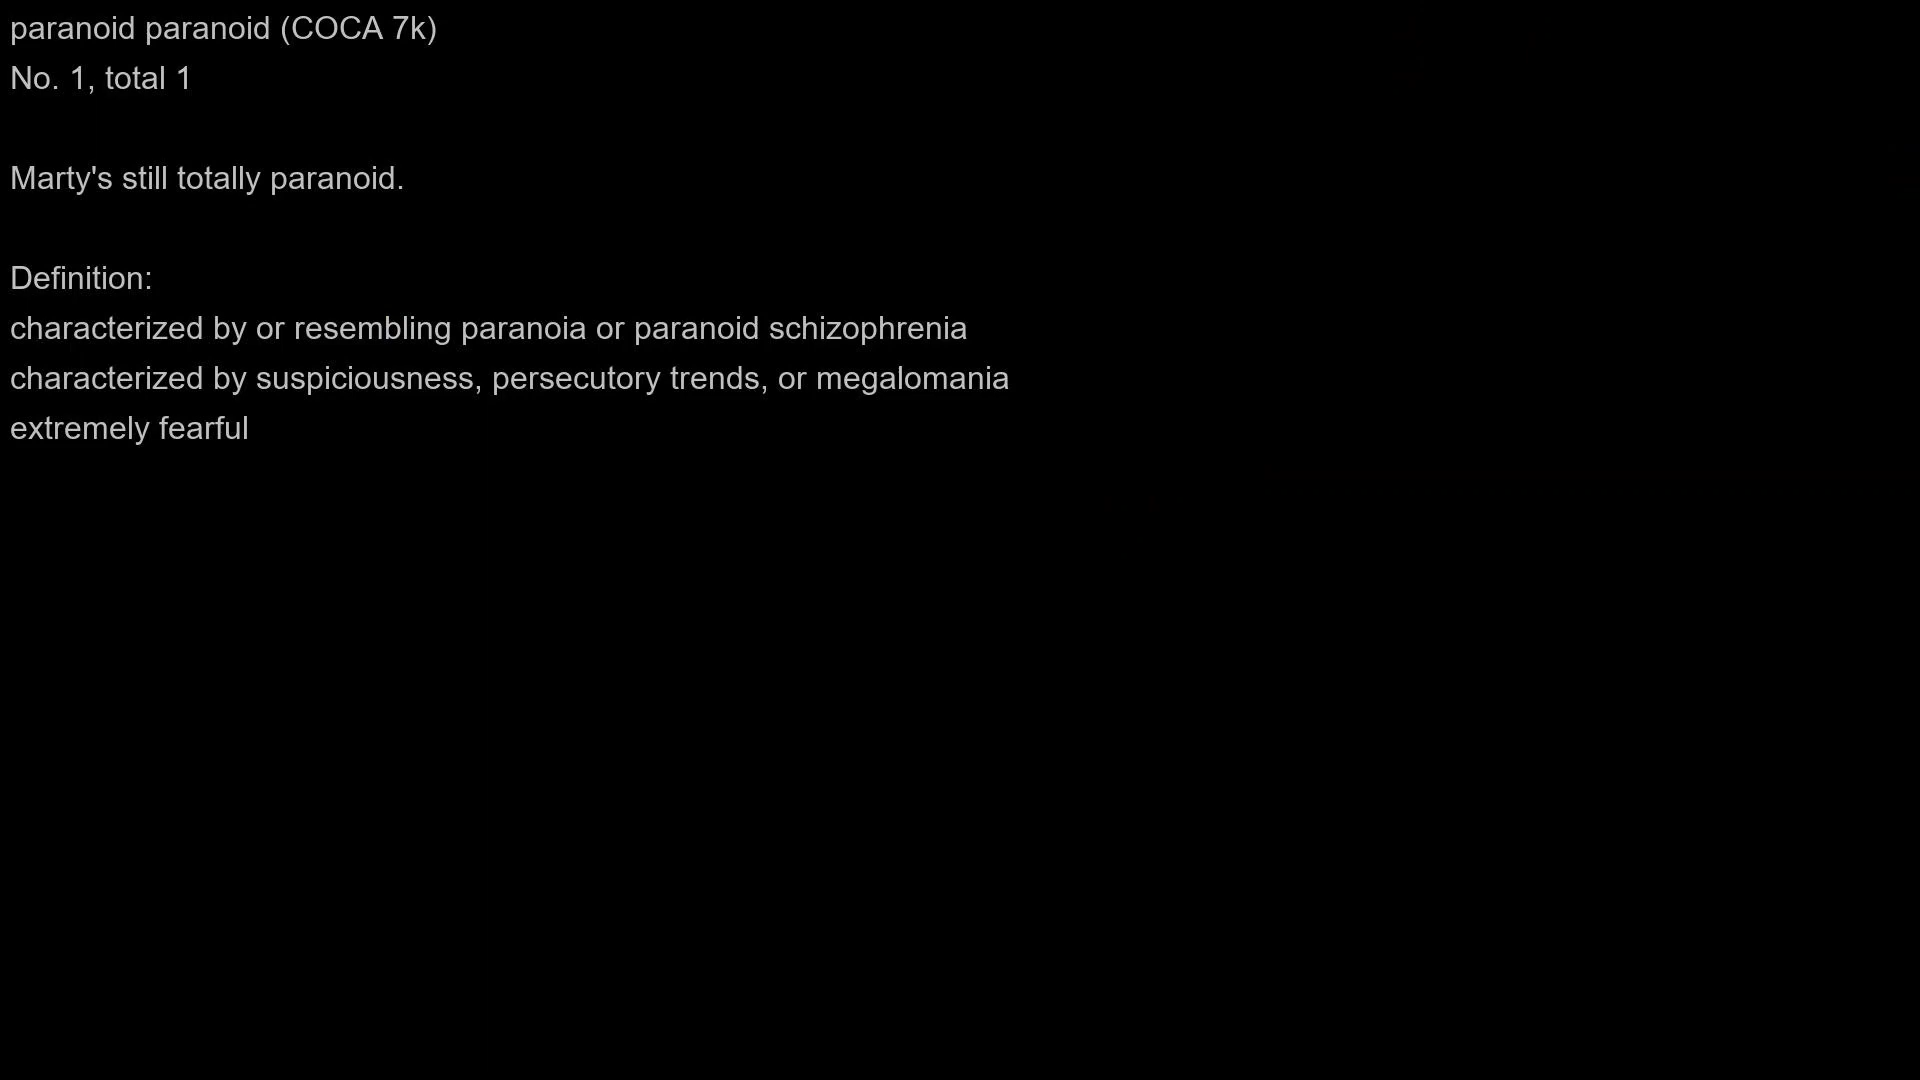 paranoid paranoid (COCA 7k)
No. 1, total 1
Marty's still totally paranoid.
Definition:
characterized by or resembling paranoia or paranoid schizophrenia
characterized by suspiciousness, persecutory trends, or megalomania
extremely fearful